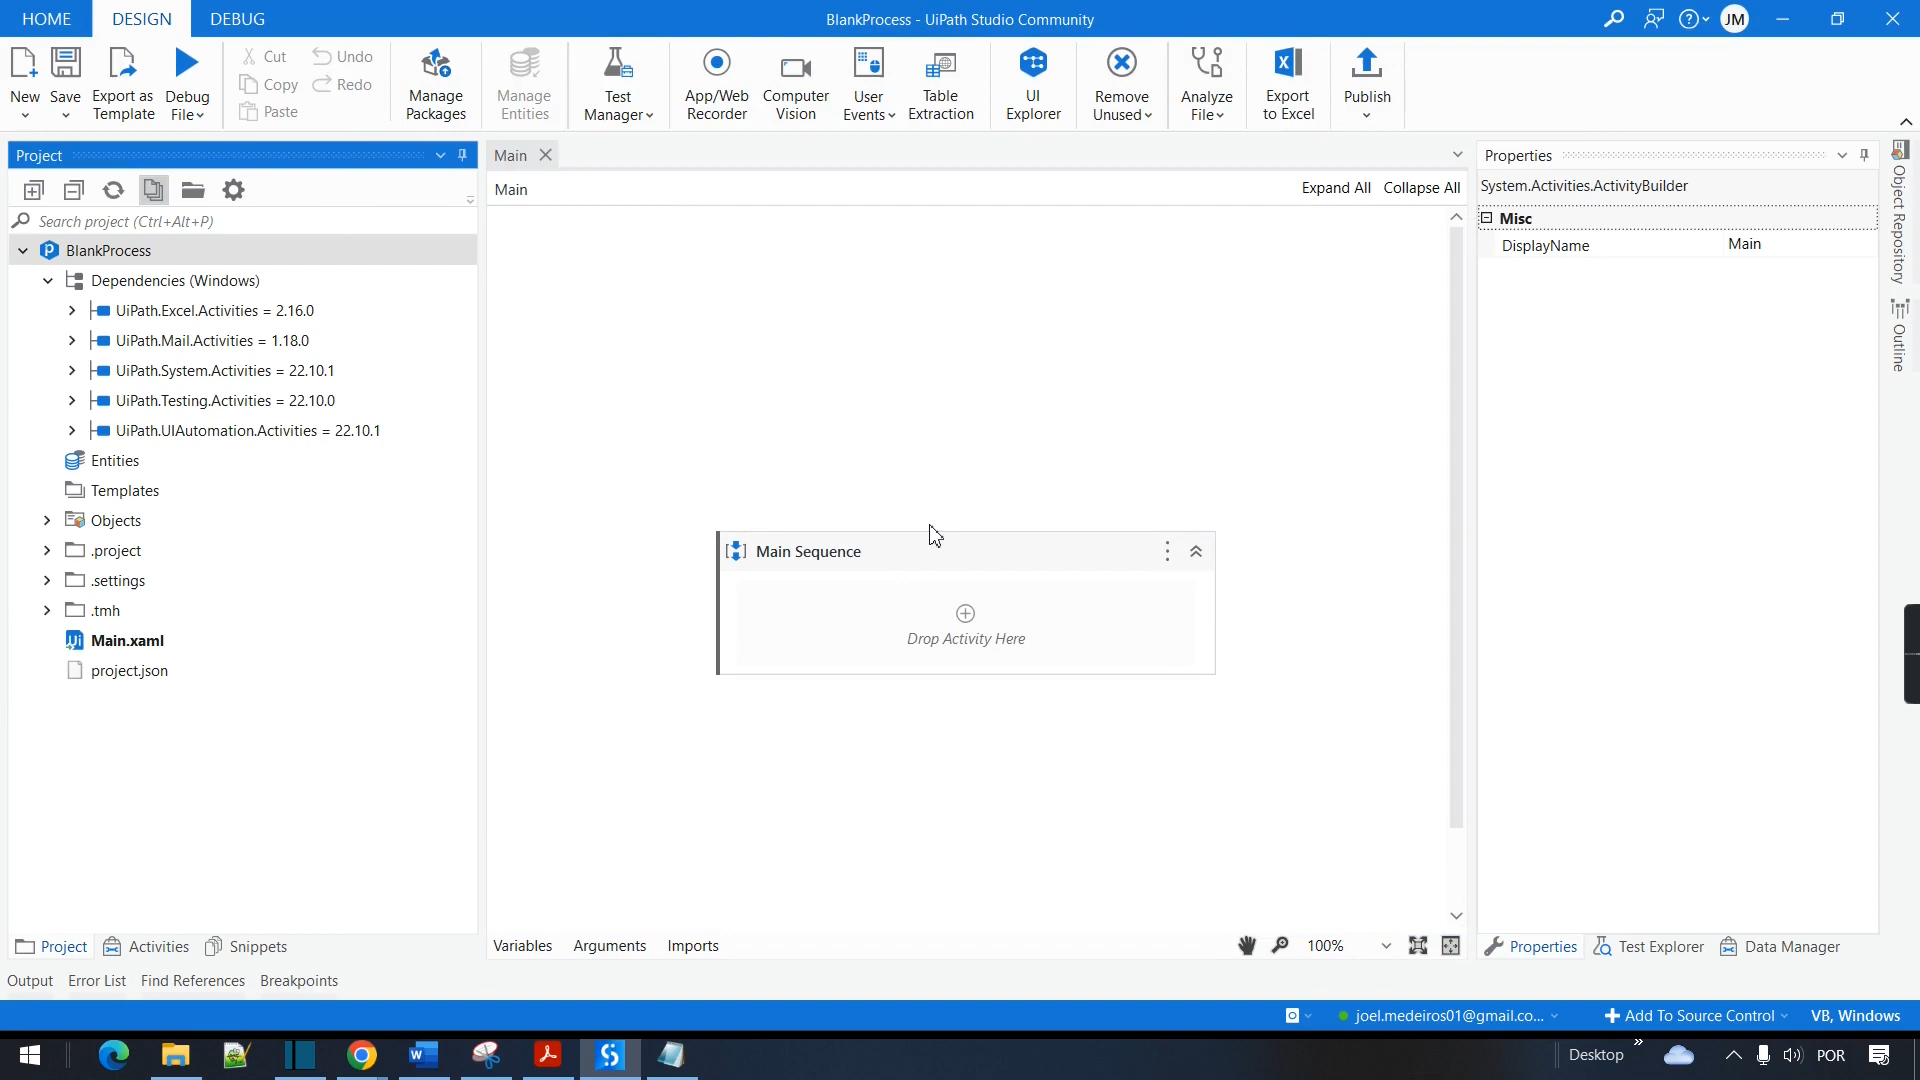 HOME DESIGN DEBUG
BlankProcess - UiPath Studio Community
JM
New
Save
Export as
Template
Debug
File
Cut
Copy
Paste
Undo
Redo
Manage
Packages
Manage
Entities
Test
Manager
App/Web
Recorder
Computer
Vision
User
Events
Table
Extraction
UI
Explorer
Remove
Unused
Analyze
File
Export
to Excel
Publish
Project
Search project (Ctrl+Alt+P)
BlankProcess
Dependencies (Windows)
UiPath.Excel.Activities = 2.16.0
UiPath.Mail.Activities = 1.18.0
UiPath.System.Activities = 22.10.1
UiPath.Testing.Activities = 22.10.0
UiPath.UIAutomation.Activities = 22.10.1
Entities
Templates
Objects
.project
.settings
.tmh
Main.xaml
project.json
Project Activities Snippets
Main
Main
Expand All Collapse All
Main Sequence
Drop Activity Here
Variables Arguments Imports
100%
Properties
System.Activities.ActivityBuilder
Misc
DisplayName Main
Properties Test Explorer Data Manager
Object Repository
Outline
Output Error List Find References Breakpoints
joel.medeiros01@gmail.co...
Add To Source Control
VB, Windows
Desktop
POR